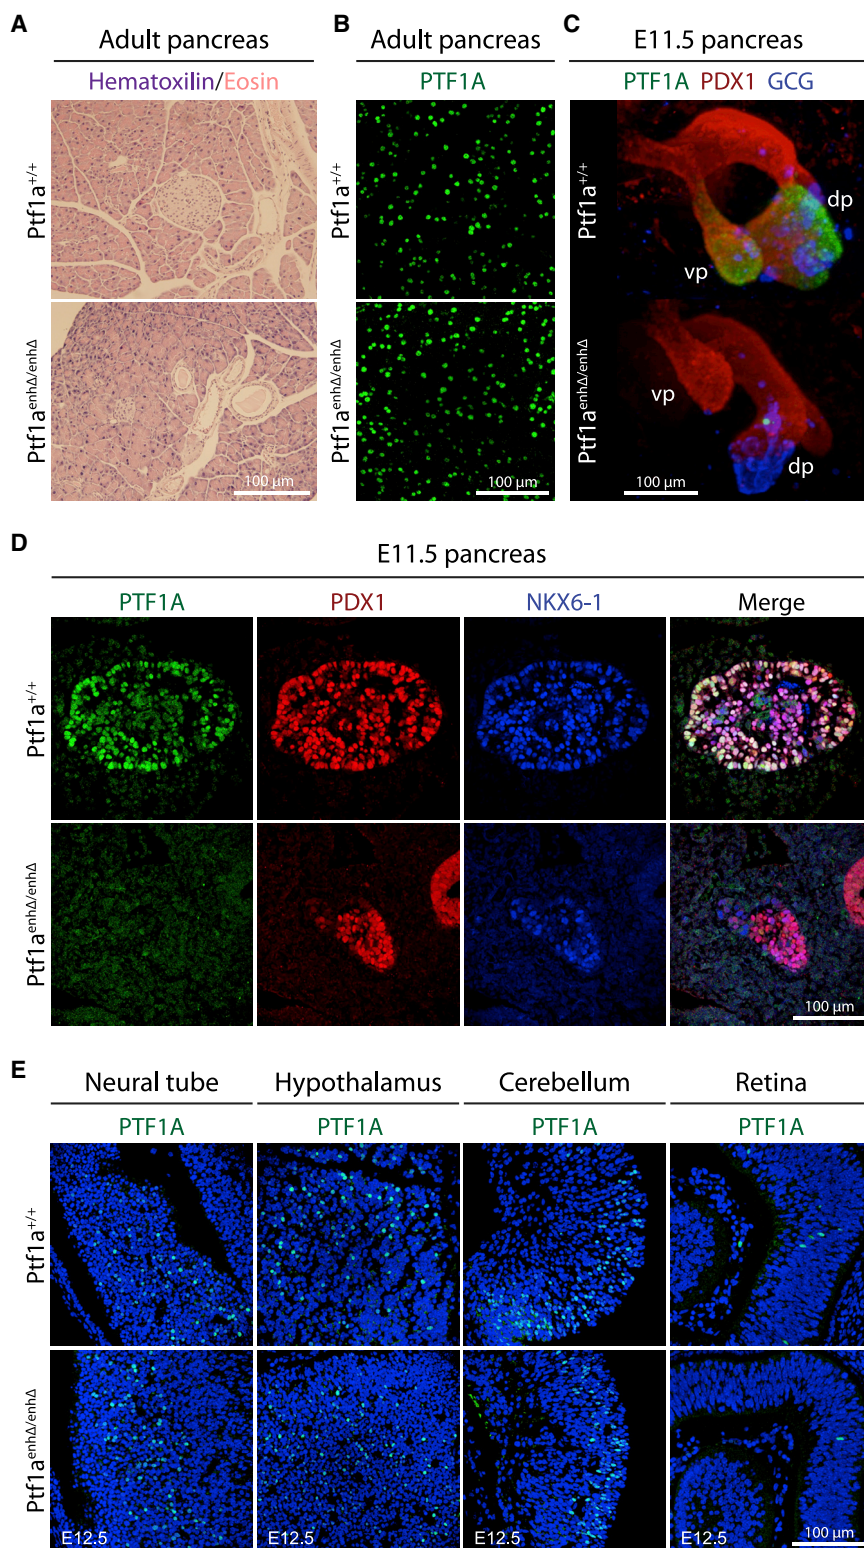 A
Adult pancreas
Hematoxilin/Eosin
Ptf1a+/+
Ptf1aenhΔ/enhΔ
100 µm
B
Adult pancreas
PTF1A
Ptf1a+/+
Ptf1aenhΔ/enhΔ
100 µm
C
E11.5 pancreas
PTF1A PDX1 GCG
Ptf1a+/+
dp
vp
Ptf1aenhΔ/enhΔ
vp
dp
100 µm
D
E11.5 pancreas
PTF1A PDX1 NKX6-1 Merge
Ptf1a+/+
Ptf1aenhΔ/enhΔ
100 µm
E
Neural tube Hypothalamus Cerebellum Retina
PTF1A PTF1A PTF1A PTF1A
Ptf1a+/+
Ptf1aenhΔ/enhΔ
E12.5 E12.5 E12.5 E12.5 100 µm